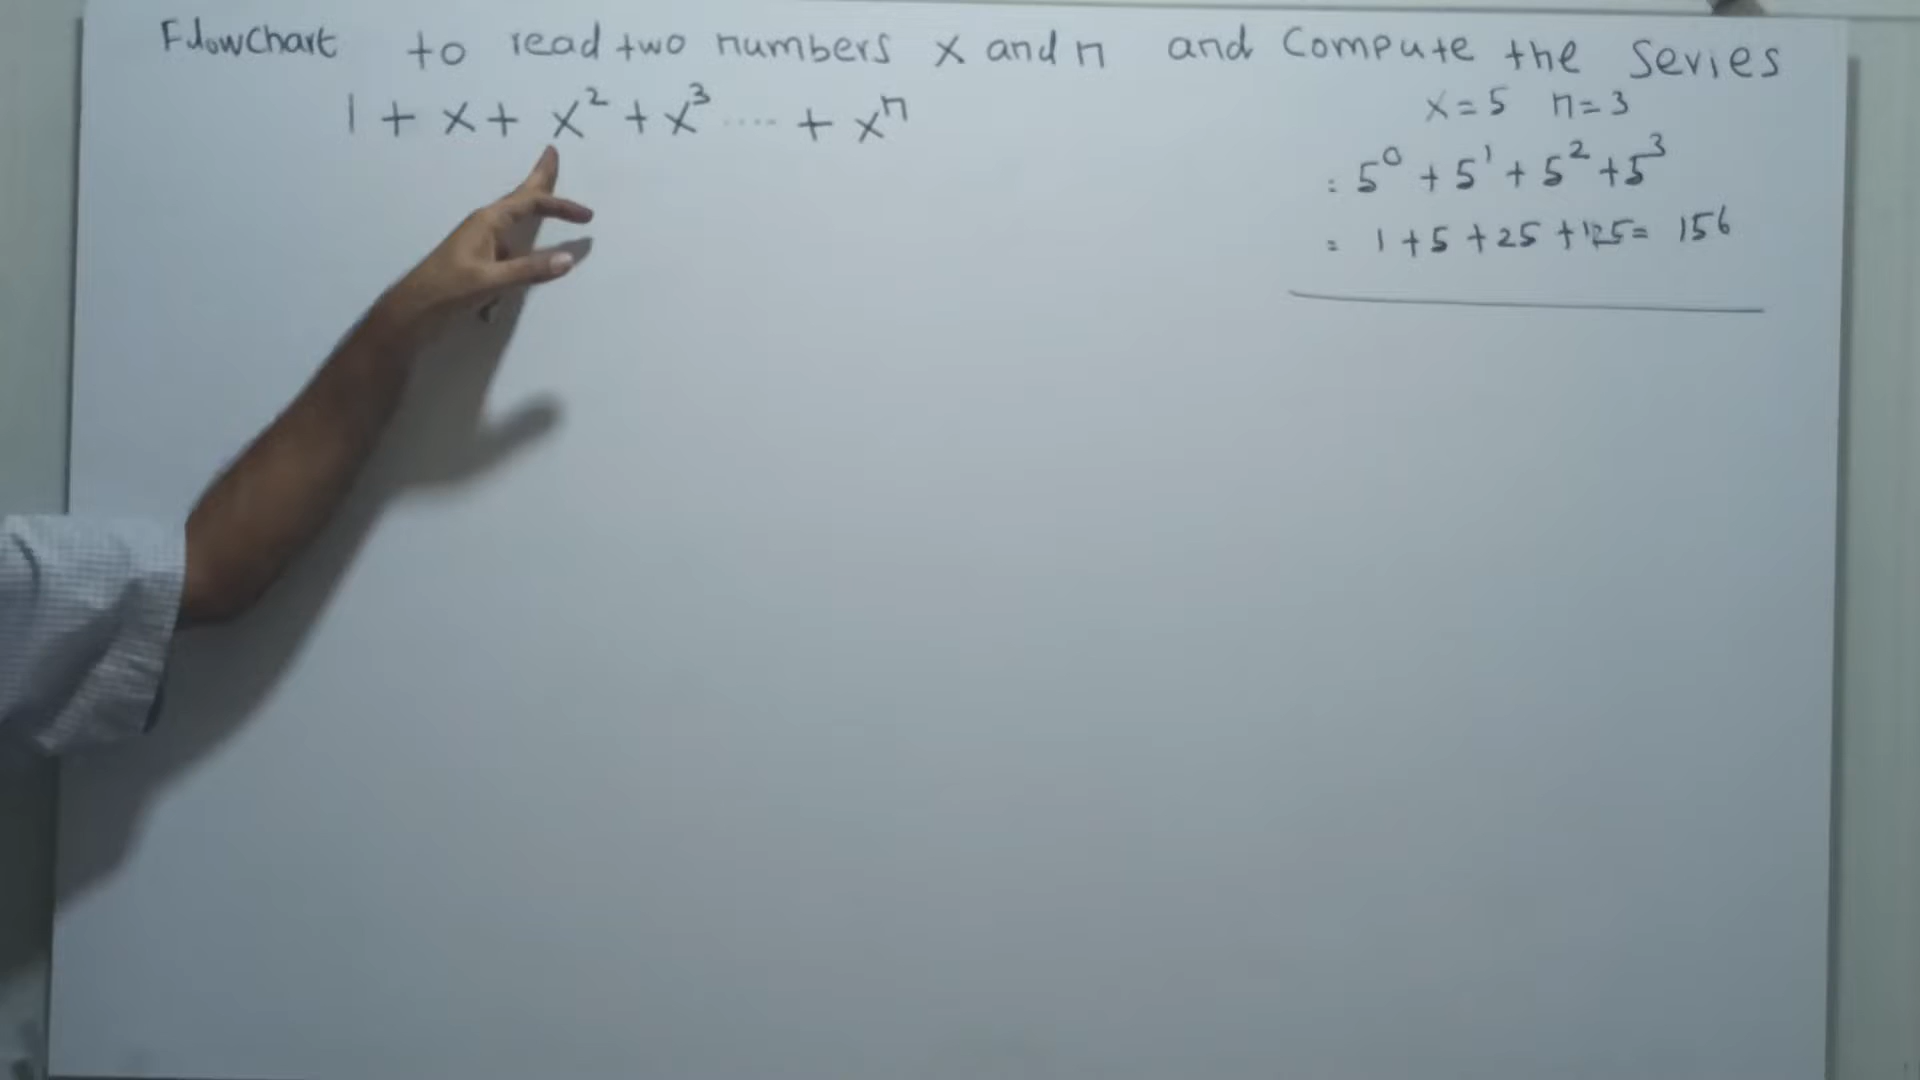 Flowchart to read two numbers x and n and Compute the Series
1 + x + x² + x³ ..... + xⁿ
x = 5 n = 3
: 5⁰ + 5¹ + 5² + 5³
= 1 + 5 + 25 + 125 = 156